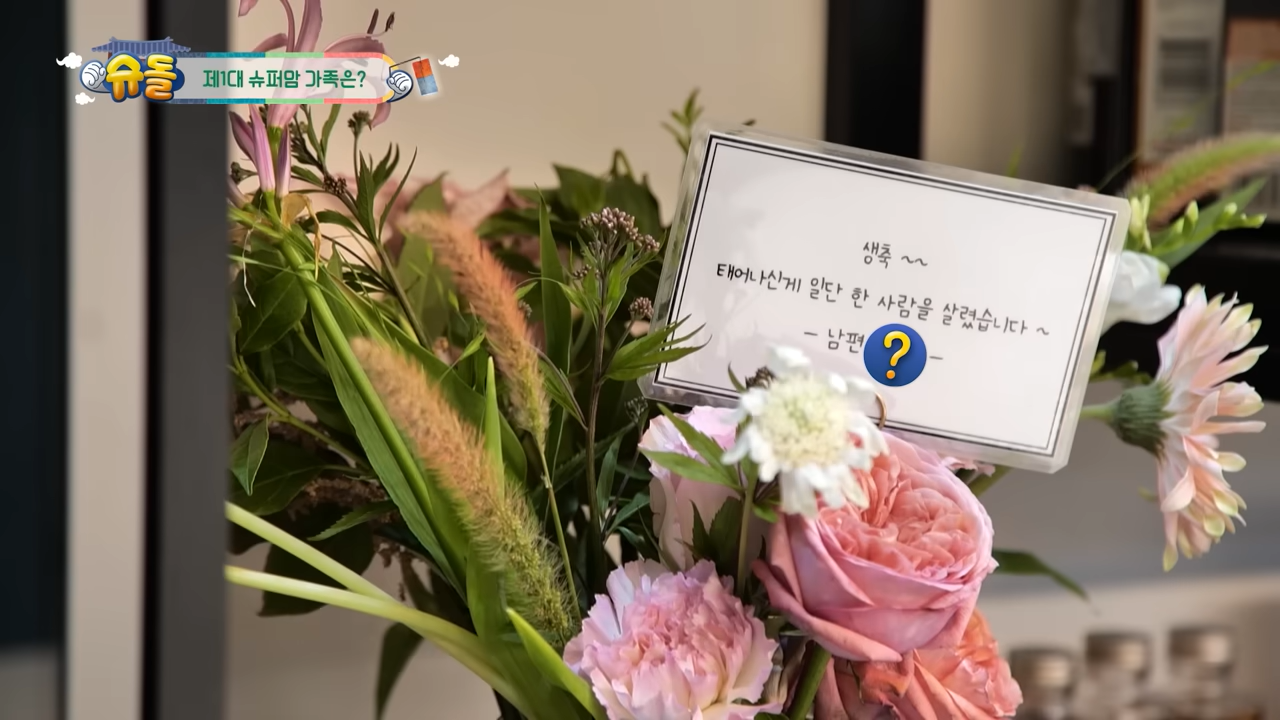 슈돌
제1대 슈퍼맘 가족은?
생축 ~~
태어나신게 일단 한 사람을 살렸습니다 ~
- 남편 ? -